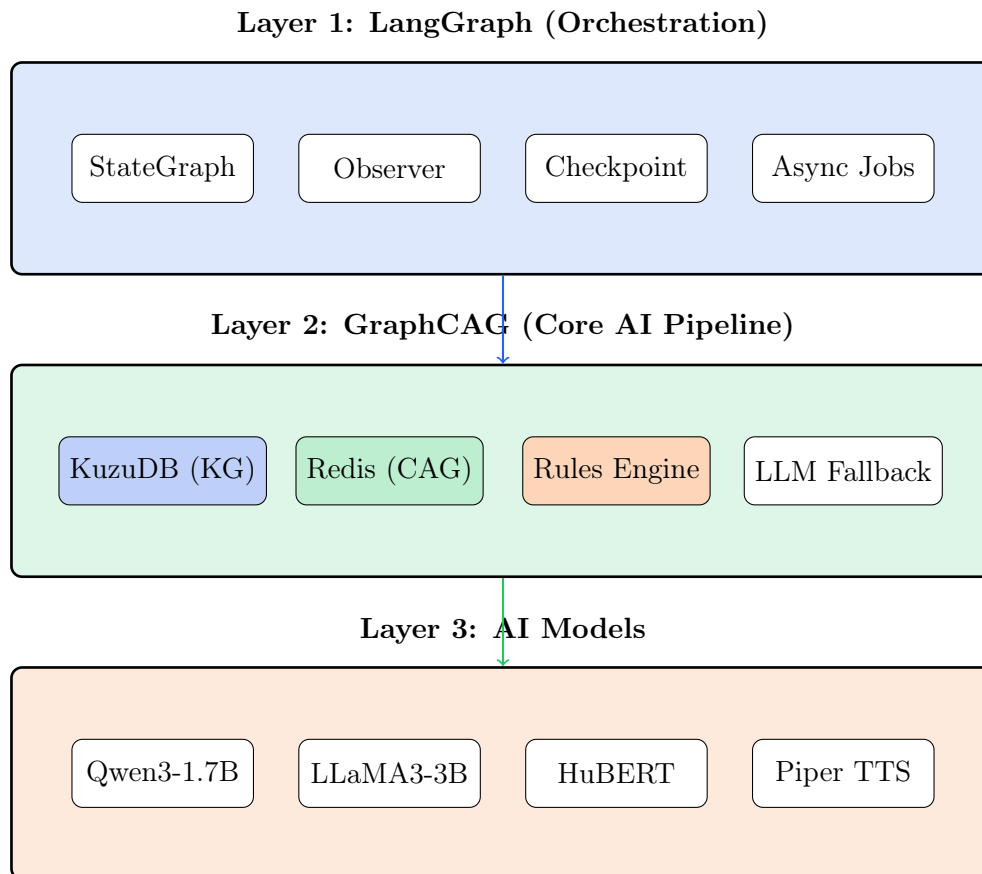 Layer 1: LangGraph (Orchestration)
StateGraph
Observer
Checkpoint
Async Jobs
Layer 2: GraphCAG (Core AI Pipeline)
KuzuDB (KG)
Redis (CAG)
Rules Engine
LLM Fallback
Layer 3: AI Models
Qwen3-1.7B
LLaMA3-3B
HuBERT
Piper TTS